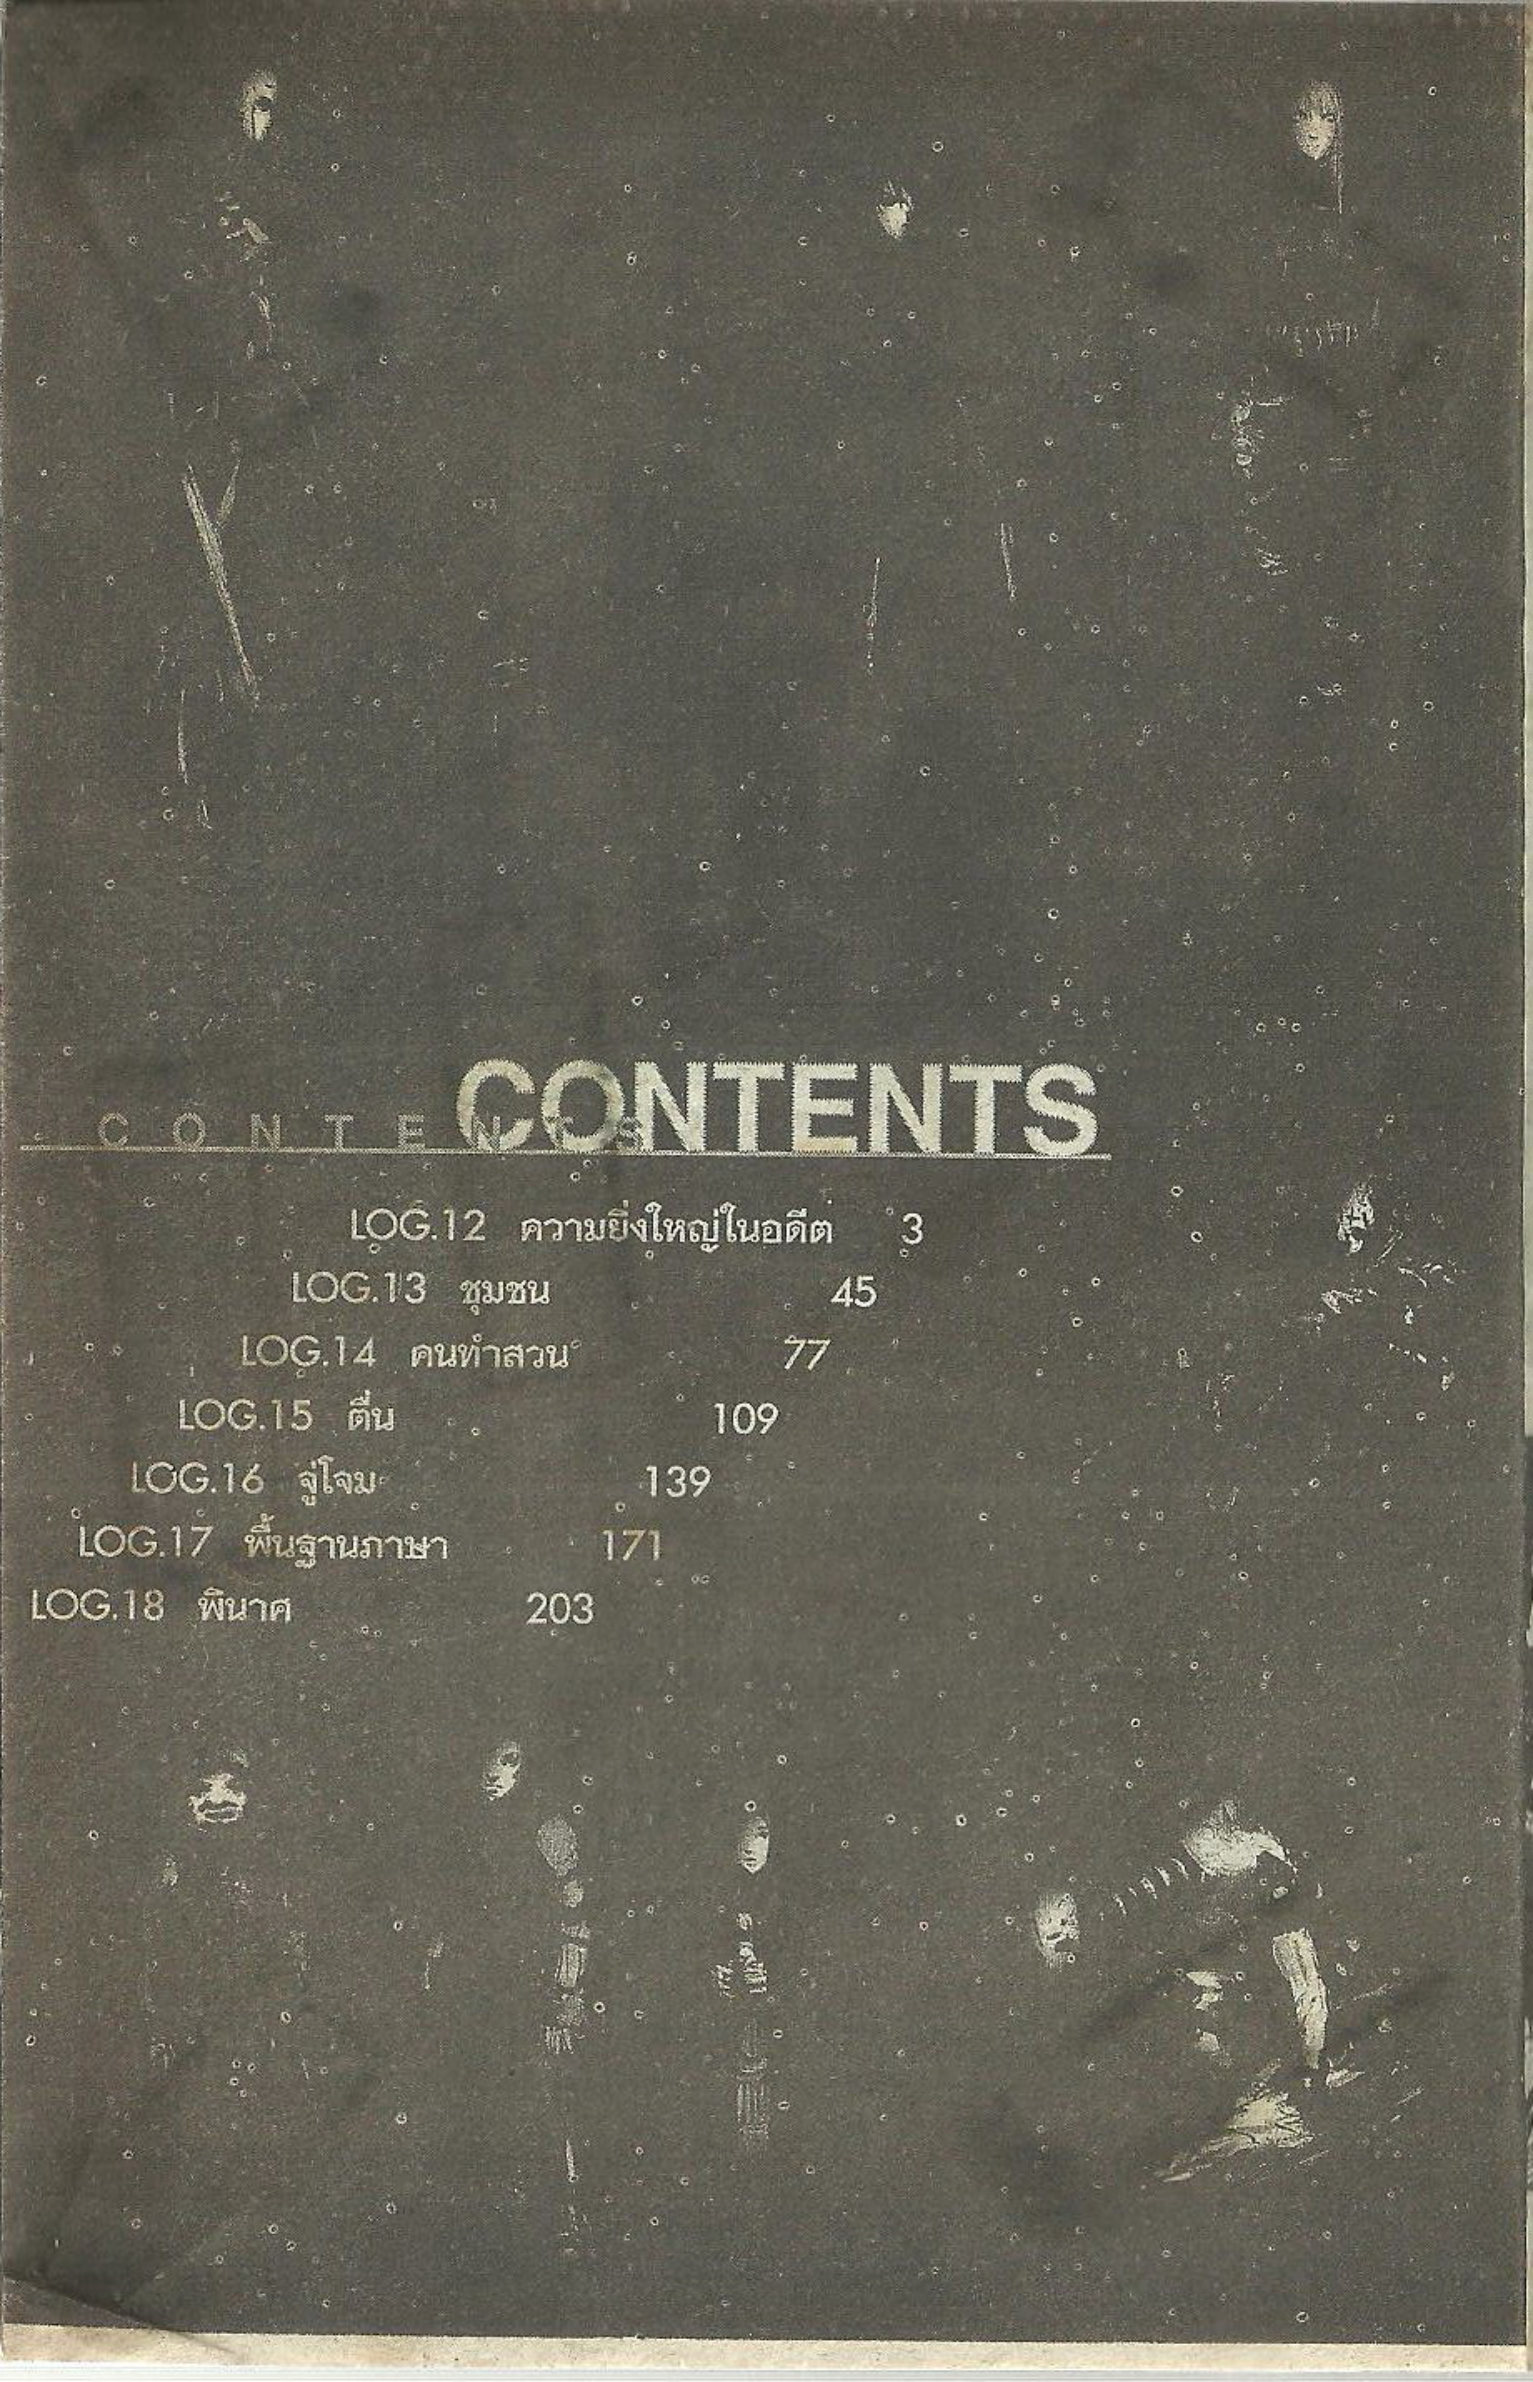 CONTENTS
CONTENTS
LOG.12 ความยิ่งใหญ่ในอดีต 3
LOG.13 ชุมชน 45
LOG.14 คนทำสวน 77
LOG.15 ตื่น 109
LOG.16 จู่โจม 139
LOG.17 พื้นฐานภาษา 171
LOG.18 พินาศ 203